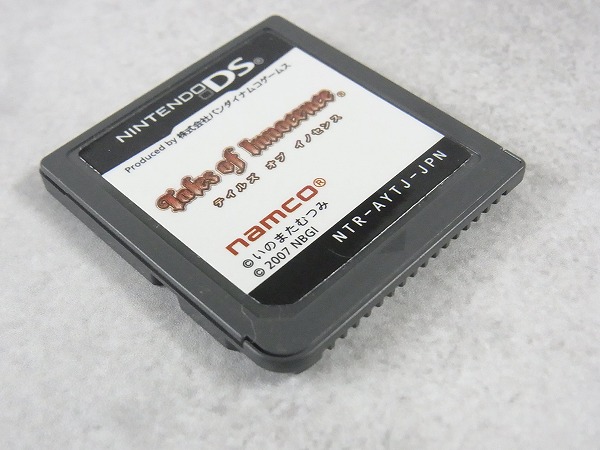 NINTENDO DS®
Produced by 株式会社バンダイナムコゲームス
Tales of Innocence®
テイルズ オブ イノセンス
namco®
©いのまたむつみ
©2007 NBGI
NTR-AYTJ-JPN